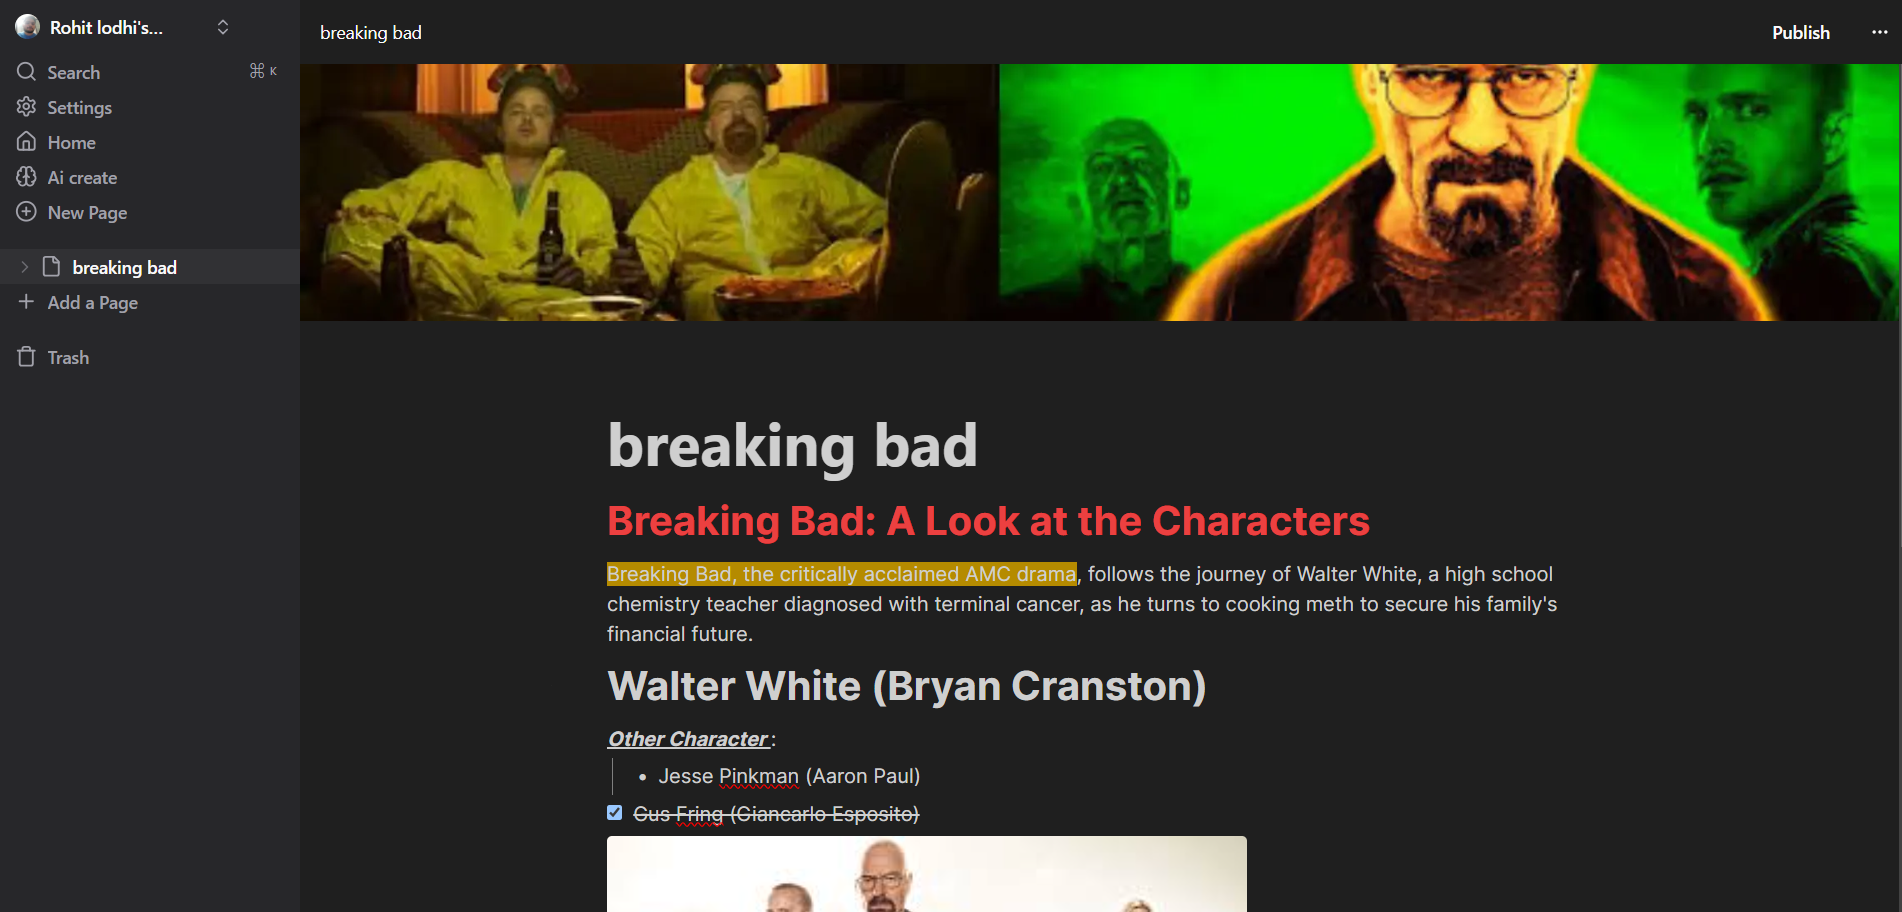 Rohit lodhi's...
Search ⌘ K
Settings
Home
Ai create
New Page
breaking bad
Add a Page
Trash
breaking bad
Publish
breaking bad
Breaking Bad: A Look at the Characters
Breaking Bad, the critically acclaimed AMC drama, follows the journey of Walter White, a high school
chemistry teacher diagnosed with terminal cancer, as he turns to cooking meth to secure his family's
financial future.
Walter White (Bryan Cranston)
Other Character :
• Jesse Pinkman (Aaron Paul)
Gus Fring (Giancarlo Esposito)